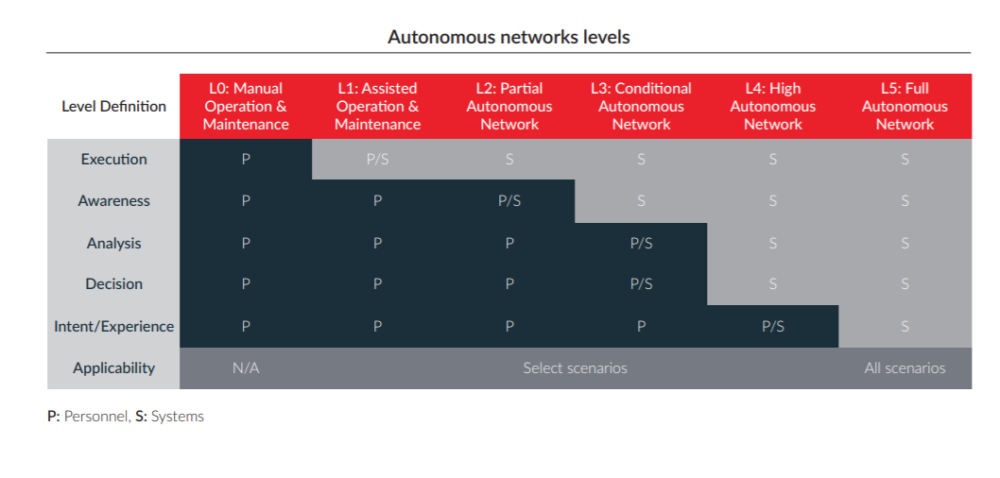 Autonomous networks levels
Level Definition
L0: Manual
Operation &
Maintenance
L1: Assisted
Operation &
Maintenance
L2: Partial
Autonomous
Network
L3: Conditional
Autonomous
Network
L4: High
Autonomous
Network
L5: Full
Autonomous
Network
Execution P P/S S S S S
Awareness P P P/S S S S
Analysis P P P P/S S S
Decision P P P P/S S S
Intent/Experience P P P P P/S S
Applicability N/A Select scenarios All scenarios
P: Personnel, S: Systems